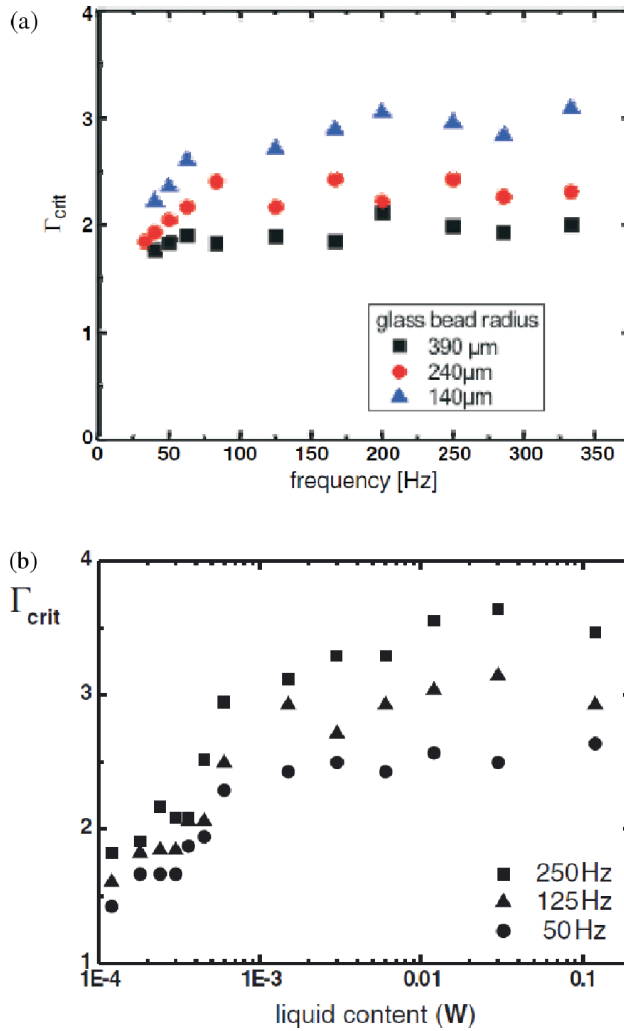 (a)
4
3
Γcrit
2
1
0
0 50 100 150 200 250 300 350
frequency [Hz]
glass bead radius
390 µm
240µm
140µm
(b)
4
Γcrit
3
2
1
1E-4 1E-3 0.01 0.1
liquid content (W)
250Hz
125Hz
50Hz